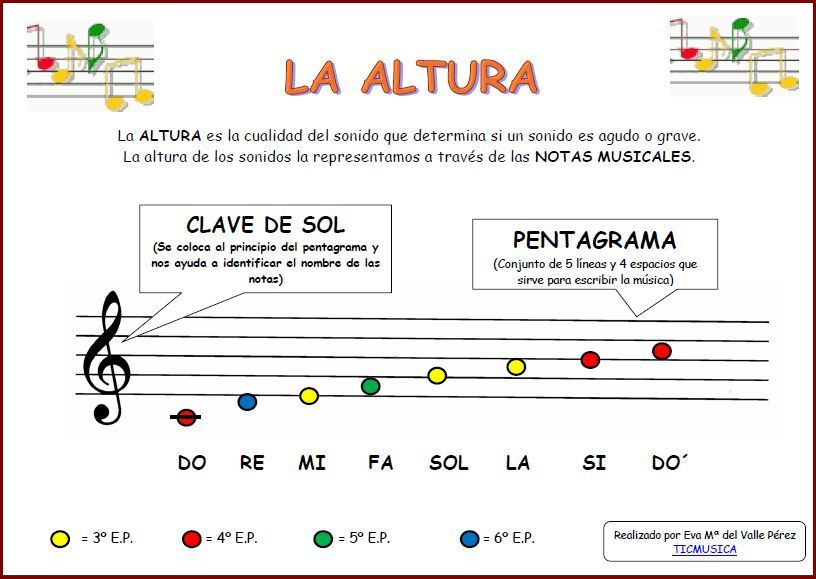 LA ALTURA
La ALTURA es la cualidad del sonido que determina si un sonido es agudo o grave.
La altura de los sonidos la representamos a través de las NOTAS MUSICALES.
CLAVE DE SOL
(Se coloca al principio del pentagrama y
nos ayuda a identificar el nombre de las
notas)
PENTAGRAMA
(Conjunto de 5 líneas y 4 espacios que
sirve para escribir la música)
DO RE MI FA SOL LA SI DO´
= 3º E.P. = 4º E.P. = 5º E.P. = 6º E.P.
Realizado por Eva Mª del Valle Pérez
TICMUSICA